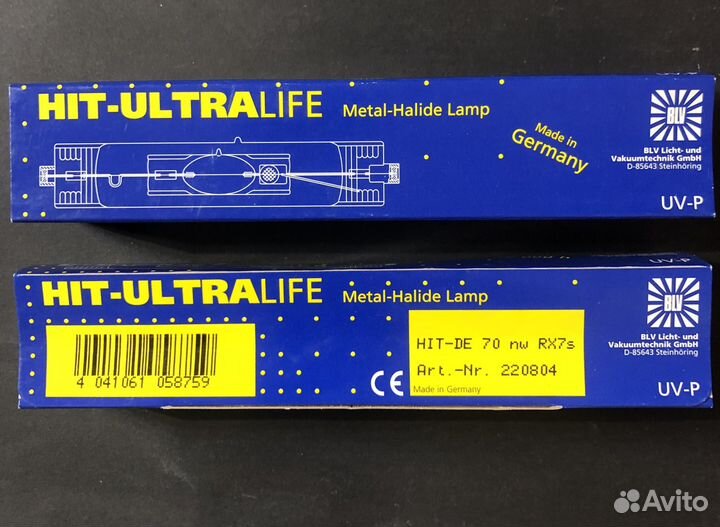 HIT-ULTRALIFE Metal-Halide Lamp
Made in
Germany
BLV
BLV Licht- und
Vakuumtechnik GmbH
D-85643 Steinhöring
UV-P
HIT-ULTRALIFE Metal-Halide Lamp
4 041061 058759
CE
HIT-DE 70 nw RX7s
Art.-Nr. 220804
Made in Germany
BLV
BLV Licht- und
Vakuumtechnik GmbH
D-85643 Steinhöring
UV-P
Avito